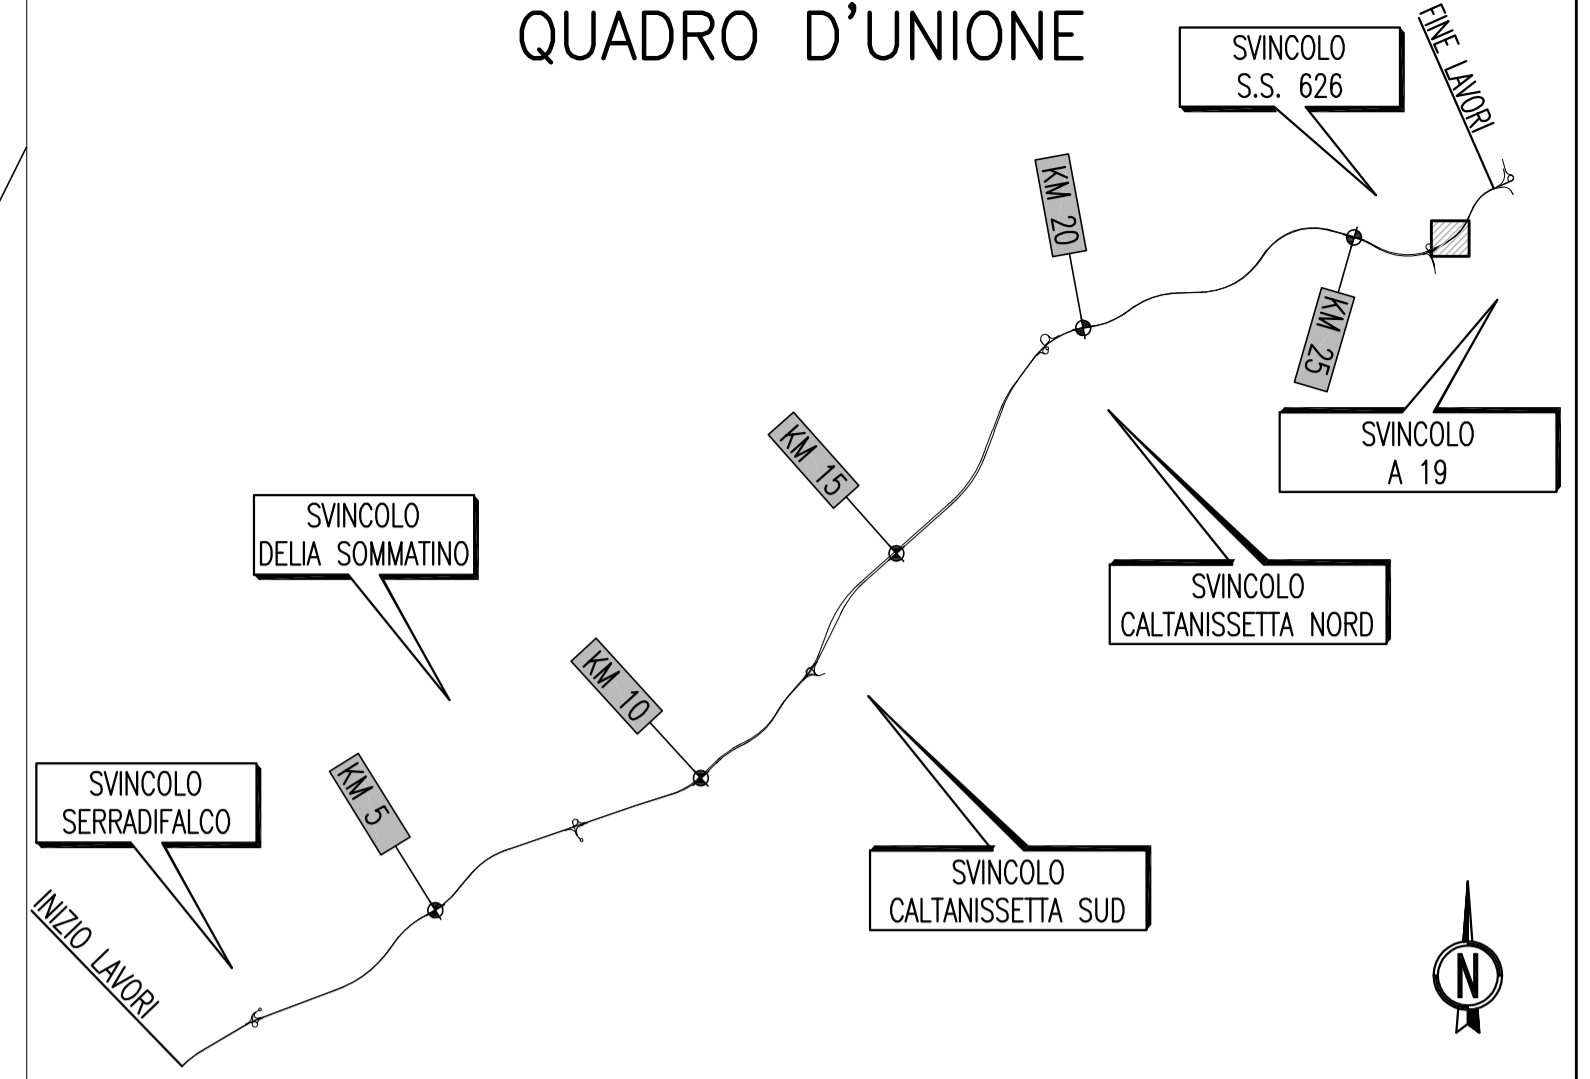 QUADRO D'UNIONE
SVINCOLO
S.S. 626
FINE LAVORI
KM 20
KM 25
SVINCOLO
A 19
KM 15
SVINCOLO
DELIA SOMMATINO
SVINCOLO
CALTANISSETTA NORD
KM 10
KM 5
SVINCOLO
SERRADIFALCO
SVINCOLO
CALTANISSETTA SUD
INIZIO LAVORI
N